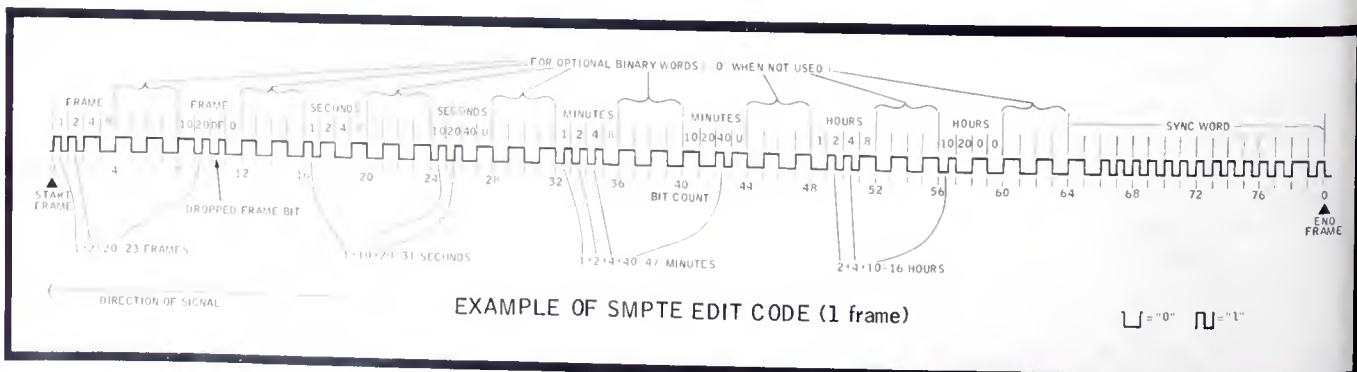 FOR OPTIONAL BINARY WORDS 0 WHEN NOT USED
FRAME FRAME SECONDS SECONDS MINUTES MINUTES HOURS HOURS SYNC WORD
1 2 4 10 20 DF 0 1 2 4 10 20 40 U 1 2 4 8 10 20 40 U 1 2 4 8 10 20 0 0
4 12 16 20 24 28 32 36 40 44 48 52 56 60 64 68 72 76 0
BIT COUNT
START FRAME
DROPPED FRAME BIT
END FRAME
1+2+20 23 FRAMES
1+10+20 31 SECONDS
1+2+4+40 47 MINUTES
2+4+10-16 HOURS
DIRECTION OF SIGNAL
EXAMPLE OF SMPTE EDIT CODE (1 frame)
="0" ="1"